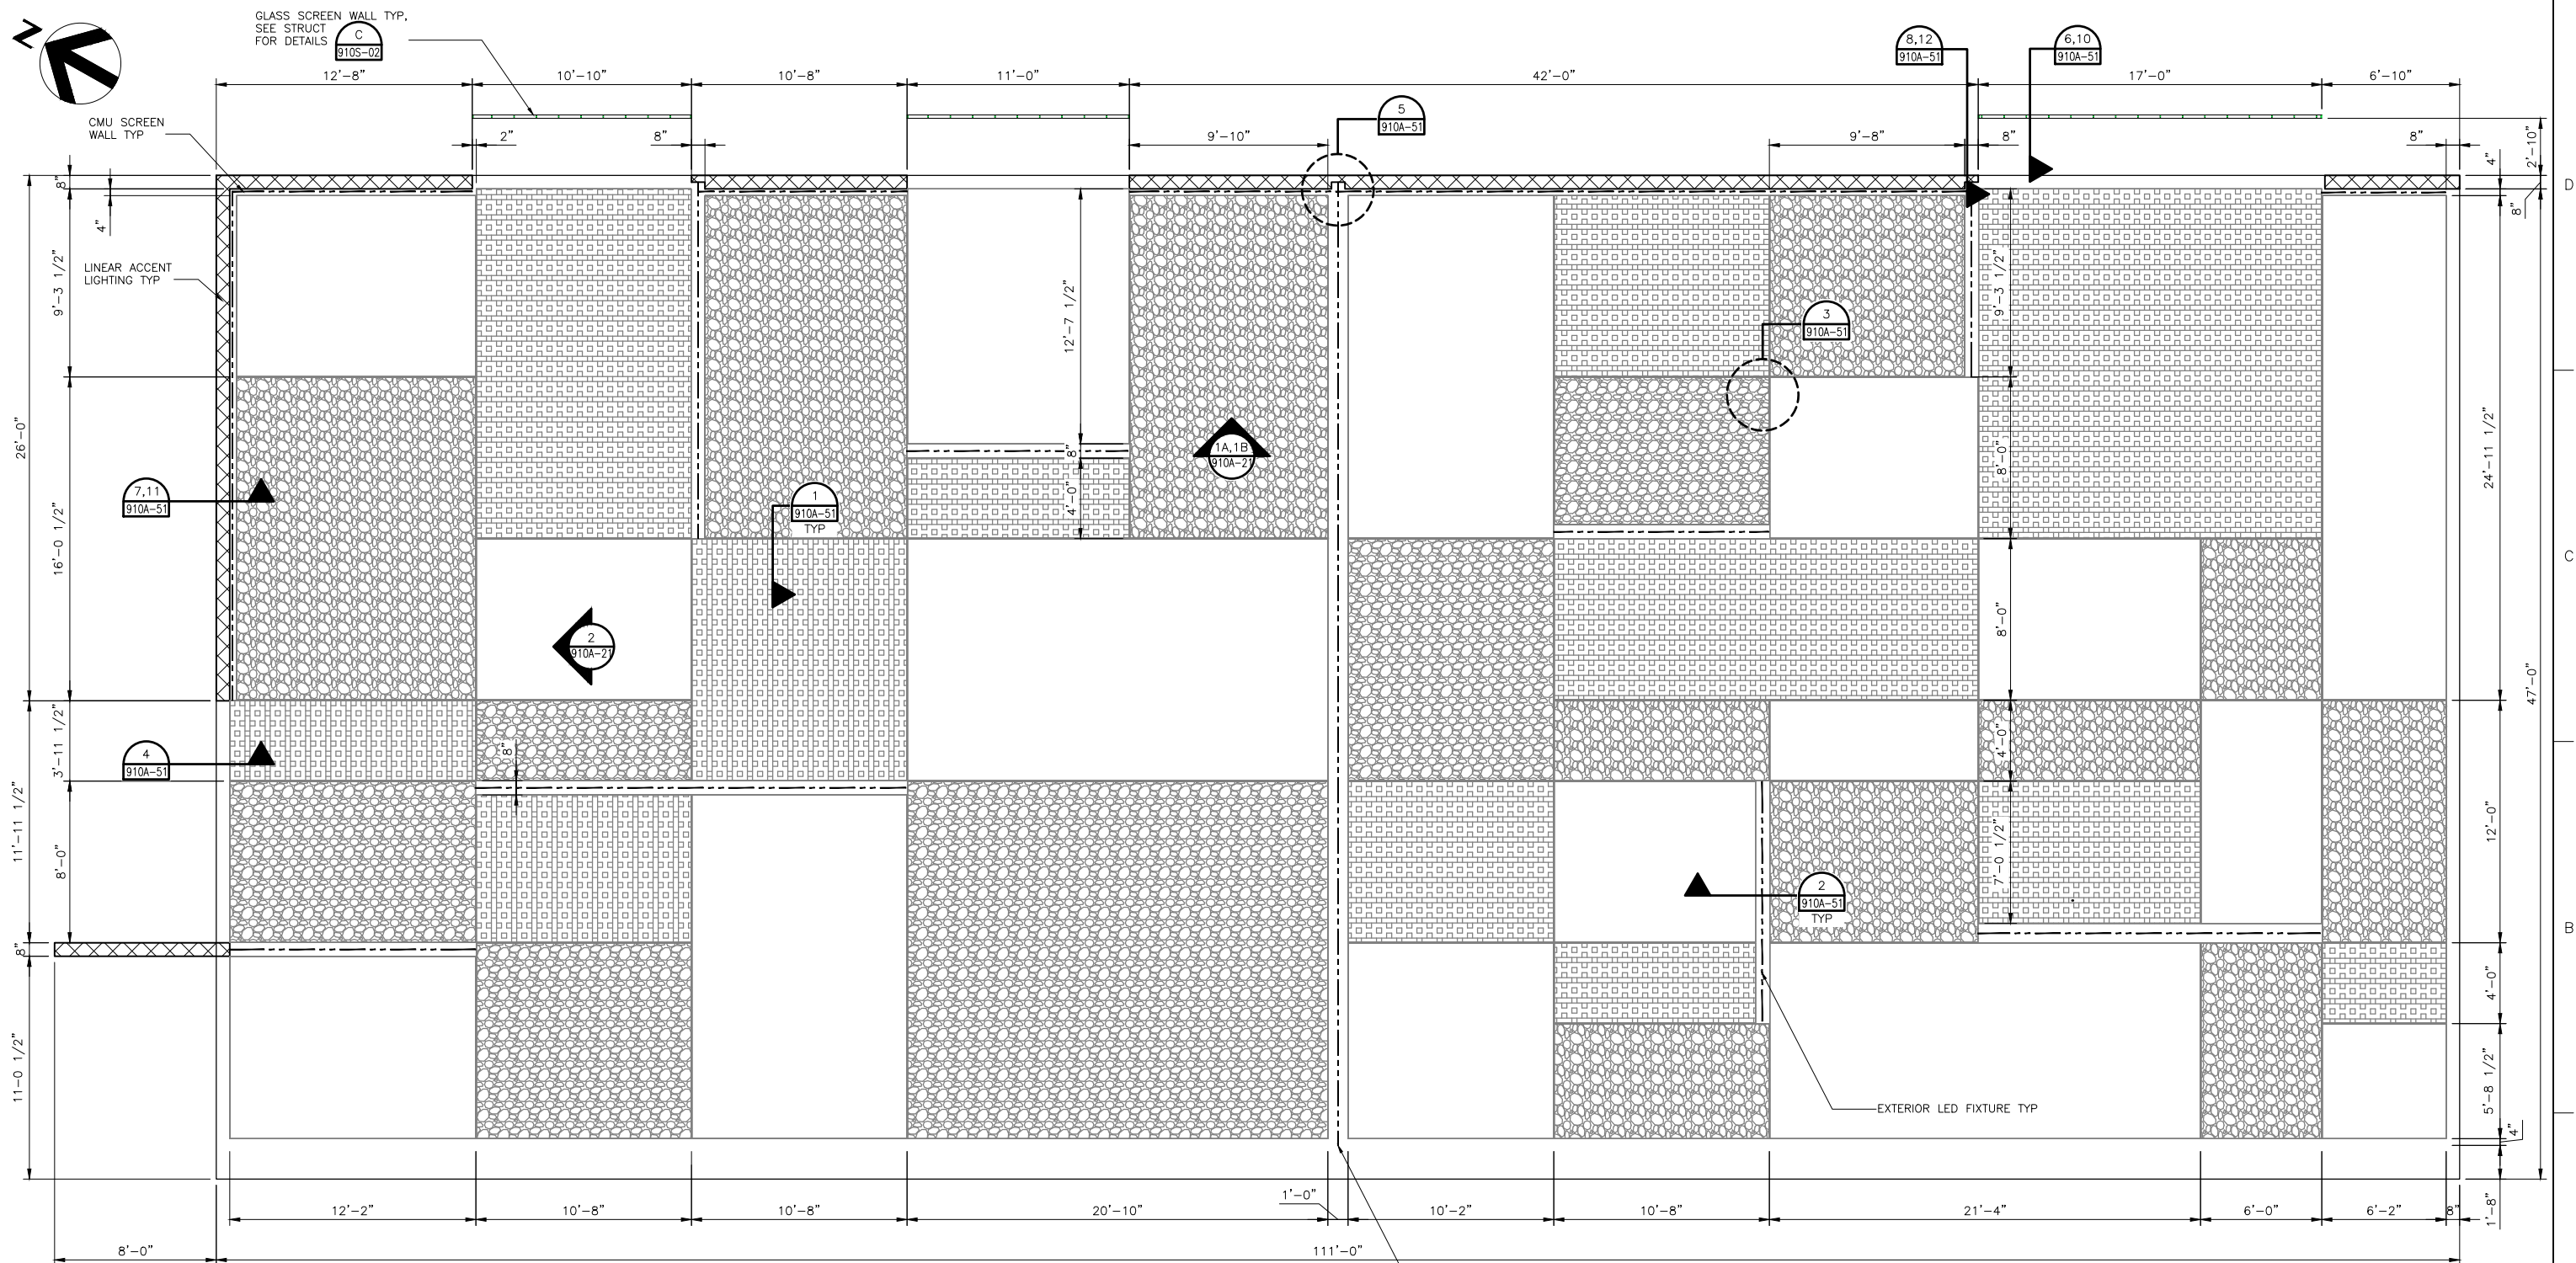 N
GLASS SCREEN WALL TYP,
SEE STRUCT
FOR DETAILS
C
910S-02
8,12
910A-51
6,10
910A-51
12'-8"
10'-10"
10'-8"
11'-0"
42'-0"
17'-0"
6'-10"
5
910A-51
CMU SCREEN
WALL TYP
2"
8"
9'-10"
9'-8"
8"
8"
4"
2'-10"
8"
4"
8"
D
LINEAR ACCENT
LIGHTING TYP
9'-3 1/2"
12'-7 1/2"
9'-3 1/2"
3
910A-51
26'-0"
8"
1A,1B
910A-21
8'-0"
24'-11 1/2"
7,11
910A-51
1
910A-51
TYP
4'-0"
16'-0 1/2"
C
2
910A-21
8'-0"
47'-0"
3'-11 1/2"
8"
4'-0"
4
910A-51
11'-11 1/2"
8'-0"
7'-0 1/2"
12'-0"
2
910A-51
TYP
B
8"
4'-0"
11-0 1/2"
5'-8 1/2"
EXTERIOR LED FIXTURE TYP
4"
1'-0"
12'-2"
10'-8"
10'-8"
20'-10"
10'-2"
10'-8"
21'-4"
6'-0"
6'-2"
8"
1'-8"
8'-0"
111'-0"